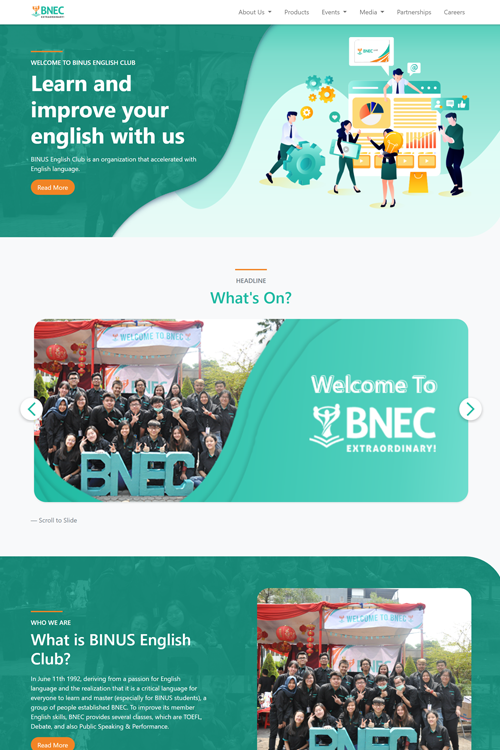 BNEC
EXTRAORDINARY!
About Us
Products
Events
Media
Partnerships
Careers
WELCOME TO BINUS ENGLISH CLUB
Learn and
improve your
english with us
BINUS English Club is an organization that accelerated with
English language.
Read More
HEADLINE
What's On?
WELCOME TO BNEC
BNEC
Welcome To
BNEC
EXTRAORDINARY!
— Scroll to Slide
WHO WE ARE
What is BINUS English
Club?
In June 11th 1992, deriving from a passion for English
language and the realization that it is a critical language for
everyone to learn and master (especially for BINUS students), a
group of people established BNEC. To improve its member
English skills, BNEC provides several classes, which are TOEFL,
Debate, and also Public Speaking & Performance.
Read More
WELCOME TO BNEC
BNEC